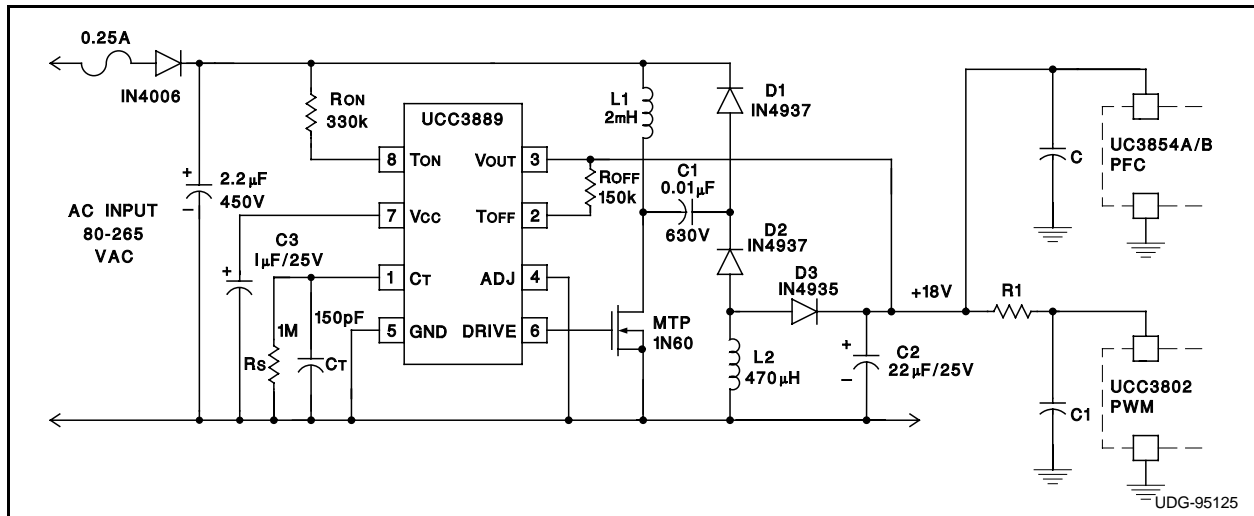 0.25A
IN4006
RON
330k
UCC3889
L1
2mH
D1
IN4937
8 TON
VOUT 3
ROFF
150k
C1
0.01µF
630V
+
2.2µF
450V
–
AC INPUT
80-265
VAC
7 VCC
TOFF 2
D2
IN4937
C3
1µF/25V
+
D3
IN4935
+18V
R1
1 CT
ADJ 4
1M
RS
150pF
CT
5 GND
DRIVE 6
MTP
1N60
L2
470µH
+
–
C2
22µF/25V
C
UC3854A/B
PFC
C1
UCC3802
PWM
UDG-95125